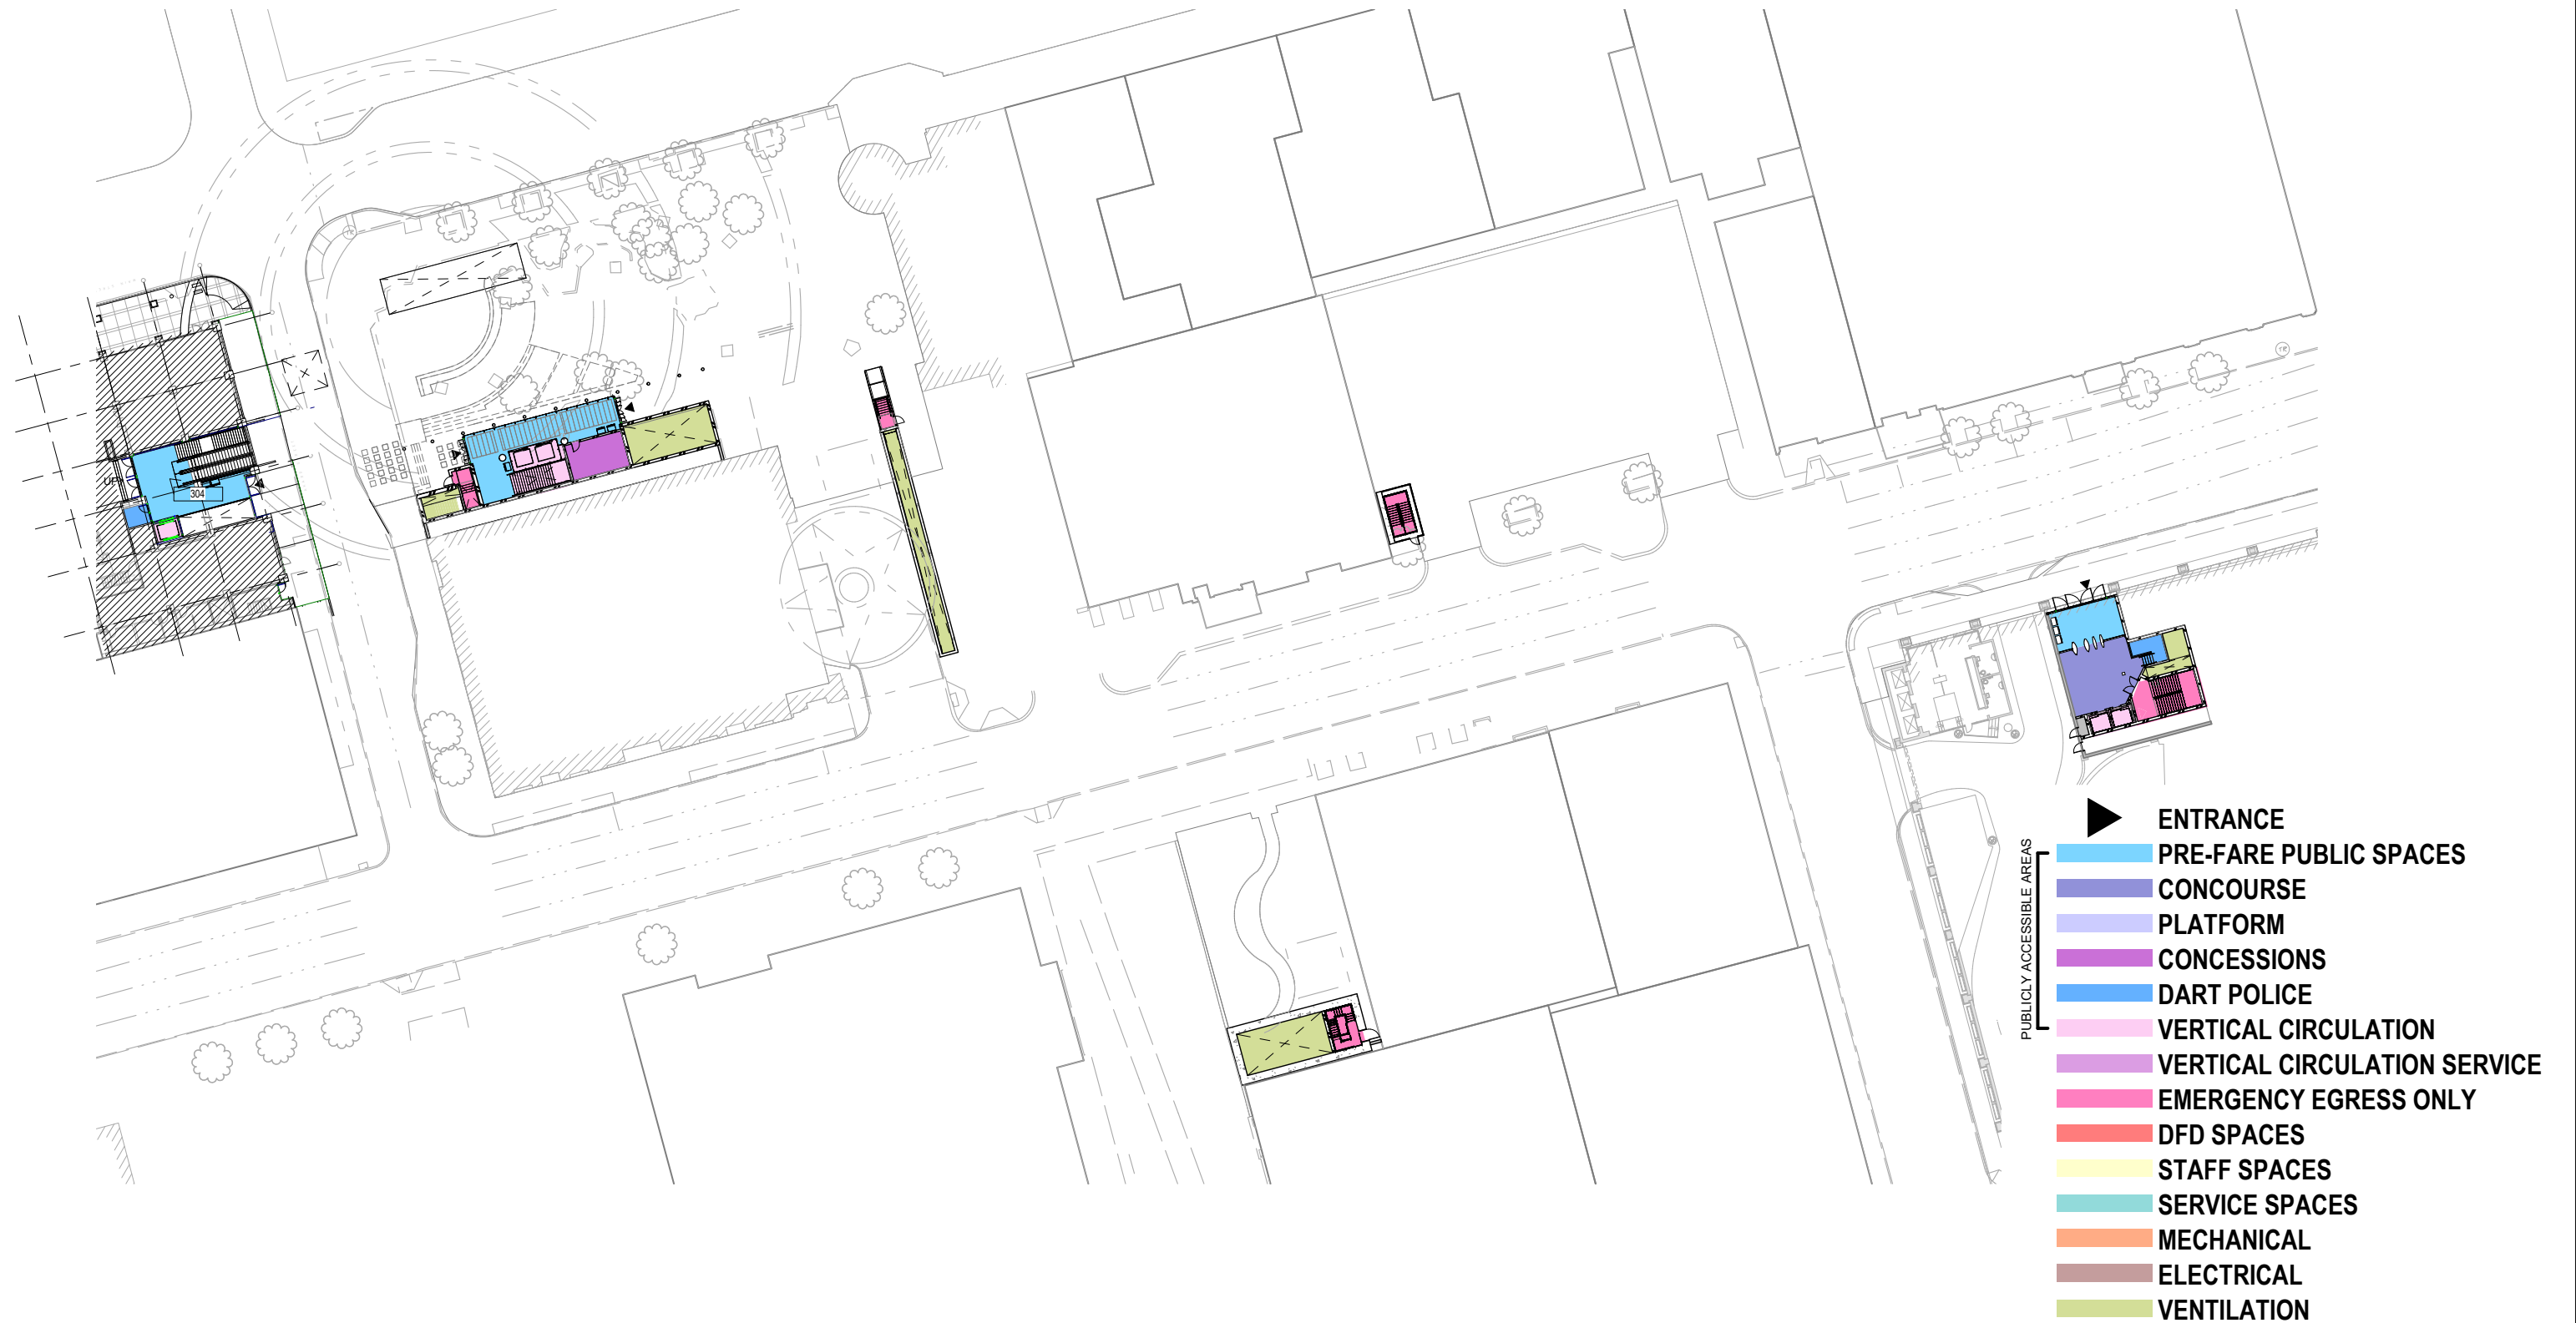 UP
304
TR
ENTRANCE
PUBLICLY ACCESSIBLE AREAS
PRE-FARE PUBLIC SPACES
CONCOURSE
PLATFORM
CONCESSIONS
DART POLICE
VERTICAL CIRCULATION
VERTICAL CIRCULATION SERVICE
EMERGENCY EGRESS ONLY
DFD SPACES
STAFF SPACES
SERVICE SPACES
MECHANICAL
ELECTRICAL
VENTILATION